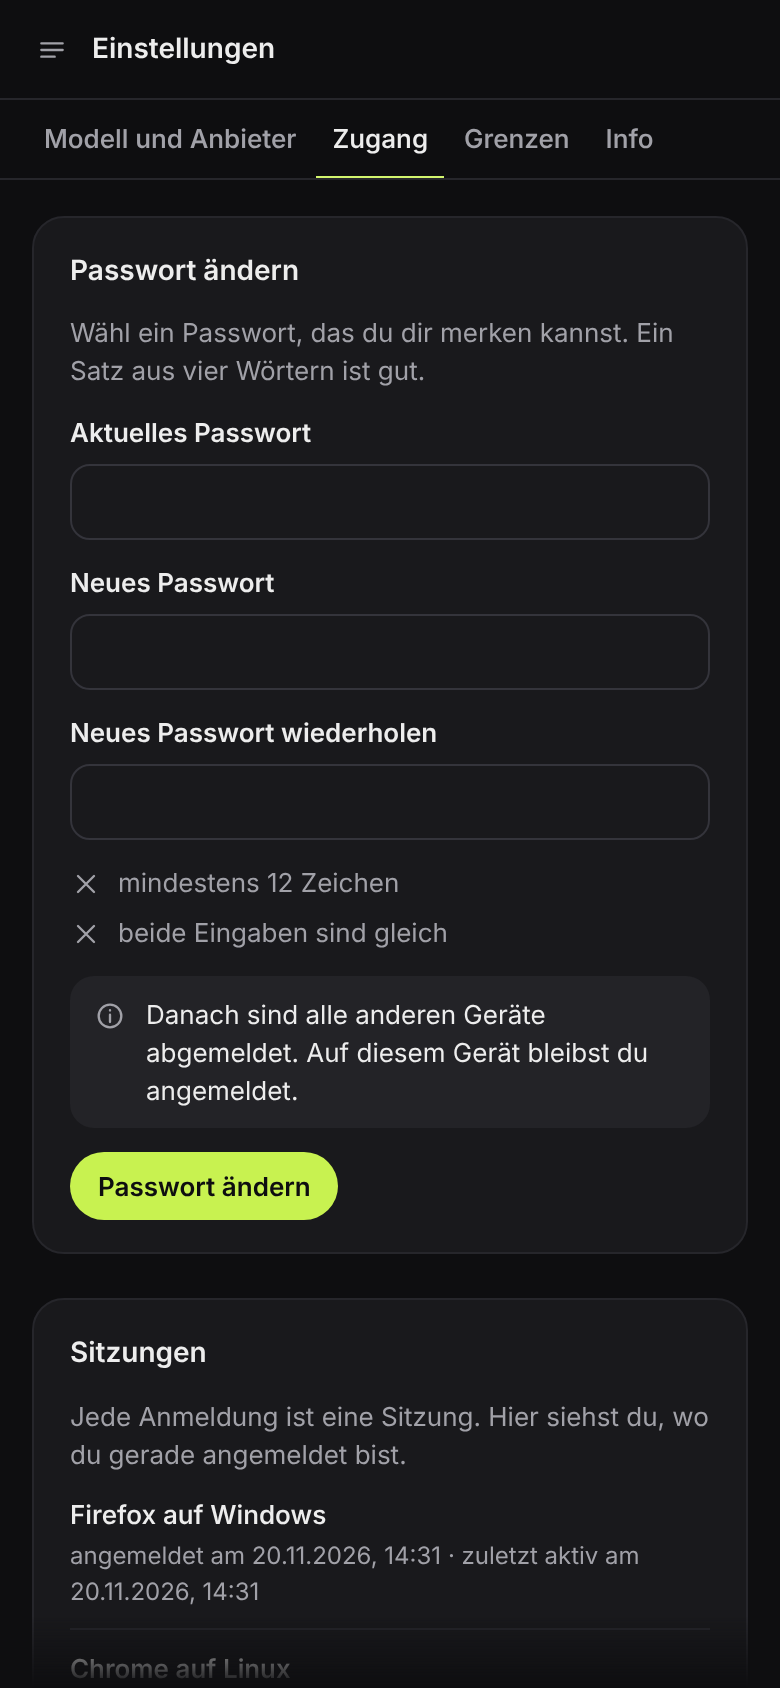 Einstellungen
Modell und Anbieter
Zugang
Grenzen
Info
Passwort ändern
Wähl ein Passwort, das du dir merken kannst. Ein
Satz aus vier Wörtern ist gut.
Aktuelles Passwort
Neues Passwort
Neues Passwort wiederholen
mindestens 12 Zeichen
beide Eingaben sind gleich
Danach sind alle anderen Geräte
abgemeldet. Auf diesem Gerät bleibst du
angemeldet.
Passwort ändern
Sitzungen
Jede Anmeldung ist eine Sitzung. Hier siehst du, wo
du gerade angemeldet bist.
Firefox auf Windows
angemeldet am 20.11.2026, 14:31 · zuletzt aktiv am
20.11.2026, 14:31
Chrome auf Linux